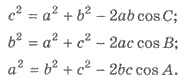 c² = a² + b² – 2ab cos C;
b² = a² + c² – 2ac cos B;
a² = b² + c² – 2bc cos A.